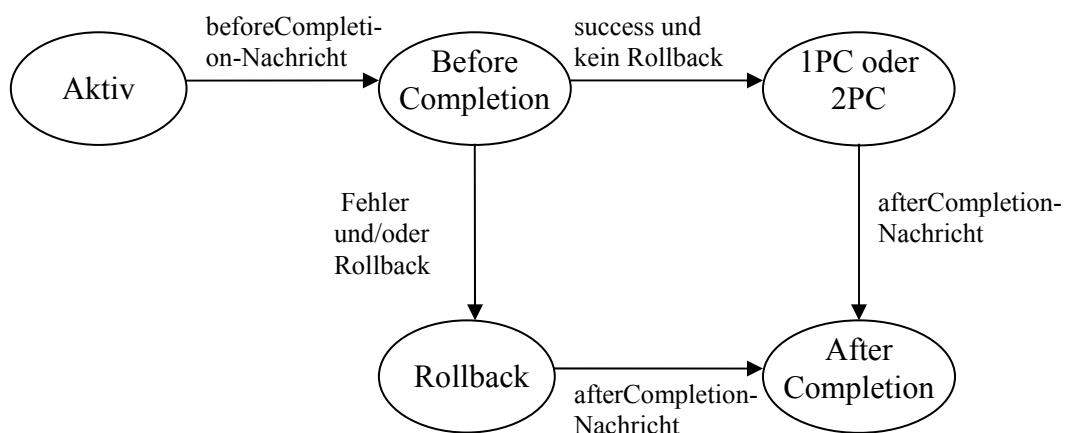 beforeCompleti-
on-Nachricht
success und
kein Rollback
Aktiv
Before
Completion
1PC oder
2PC
Fehler
und/oder
Rollback
afterCompletion-
Nachricht
Rollback
afterCompletion-
Nachricht
After
Completion